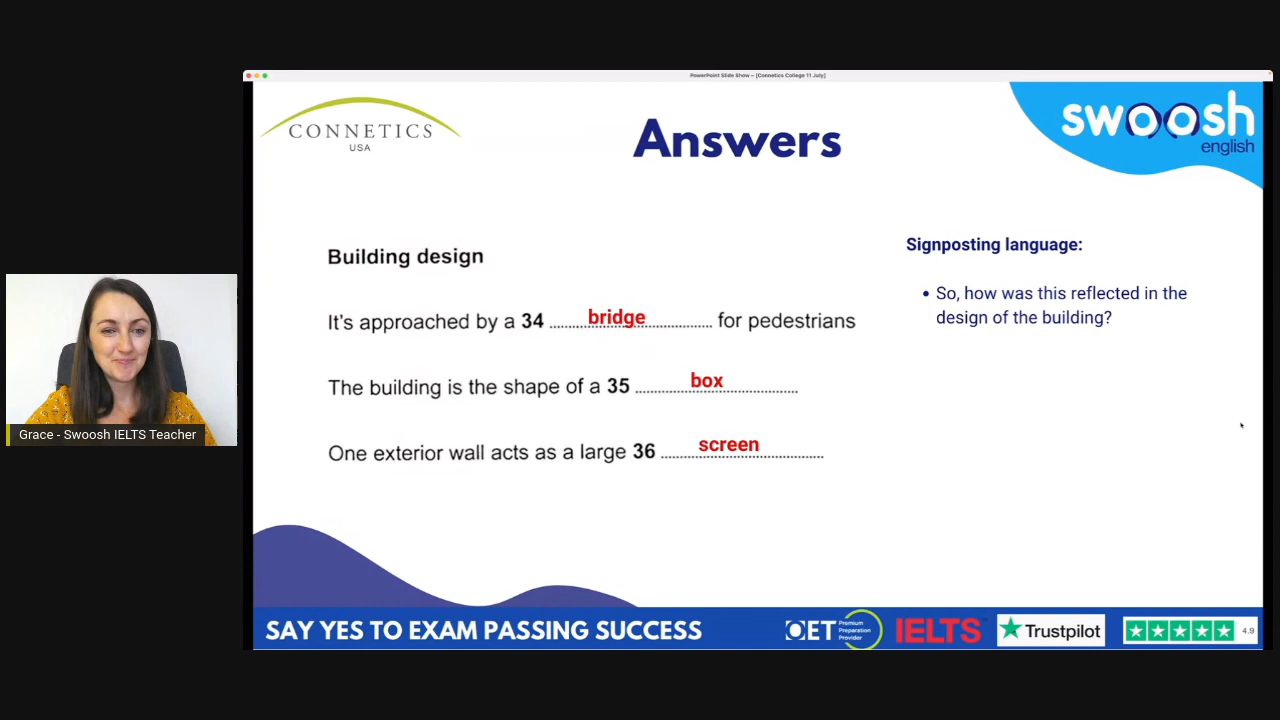 PowerPoint Slide Show - [Connetics College 11 July]
CONNETICS
USA
Answers
swoosh
english
Building design
It's approached by a 34 bridge for pedestrians
The building is the shape of a 35 box
One exterior wall acts as a large 36 screen
Signposting language:
• So, how was this reflected in the
design of the building?
Grace - Swoosh IELTS Teacher
SAY YES TO EXAM PASSING SUCCESS
OET
Premium
Preparation
Provider
IELTS
Trustpilot
4.9